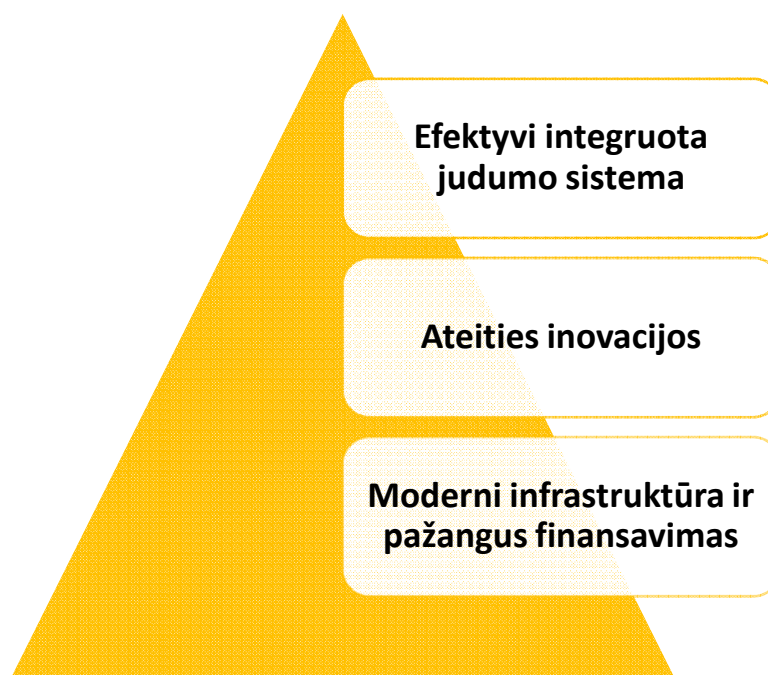 Efektyvi integruota
judumo sistema
Ateities inovacijos
Moderni infrastruktūra ir
pažangus finansavimas